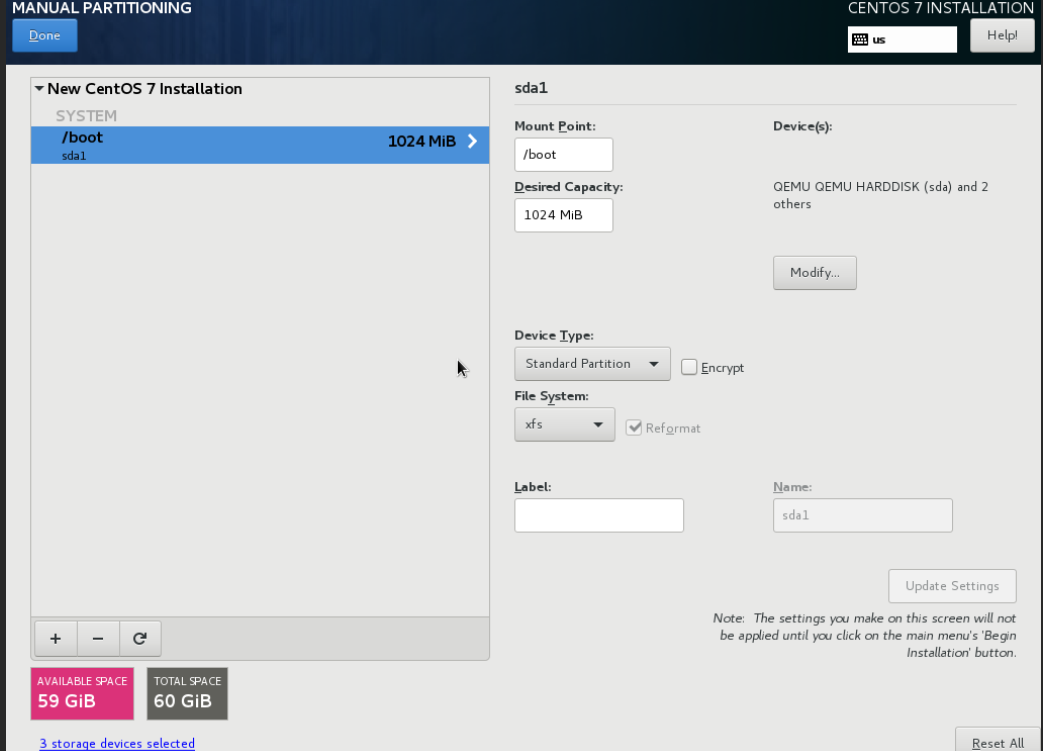 MANUAL PARTITIONING
CENTOS 7 INSTALLATION
Done
us
Help!
New CentOS 7 Installation
SYSTEM
/boot
1024 MiB
sda1
sda1
Mount Point:
/boot
Device(s):
Desired Capacity:
1024 MiB
QEMU QEMU HARDDISK (sda) and 2
others
Modify...
Device Type:
Standard Partition
Encrypt
File System:
xfs
Reformat
Label:
Name:
sda1
Update Settings
Note: The settings you make on this screen will not
be applied until you click on the main menu's 'Begin
Installation' button.
+
−
AVAILABLE SPACE
59 GiB
TOTAL SPACE
60 GiB
3 storage devices selected
Reset All